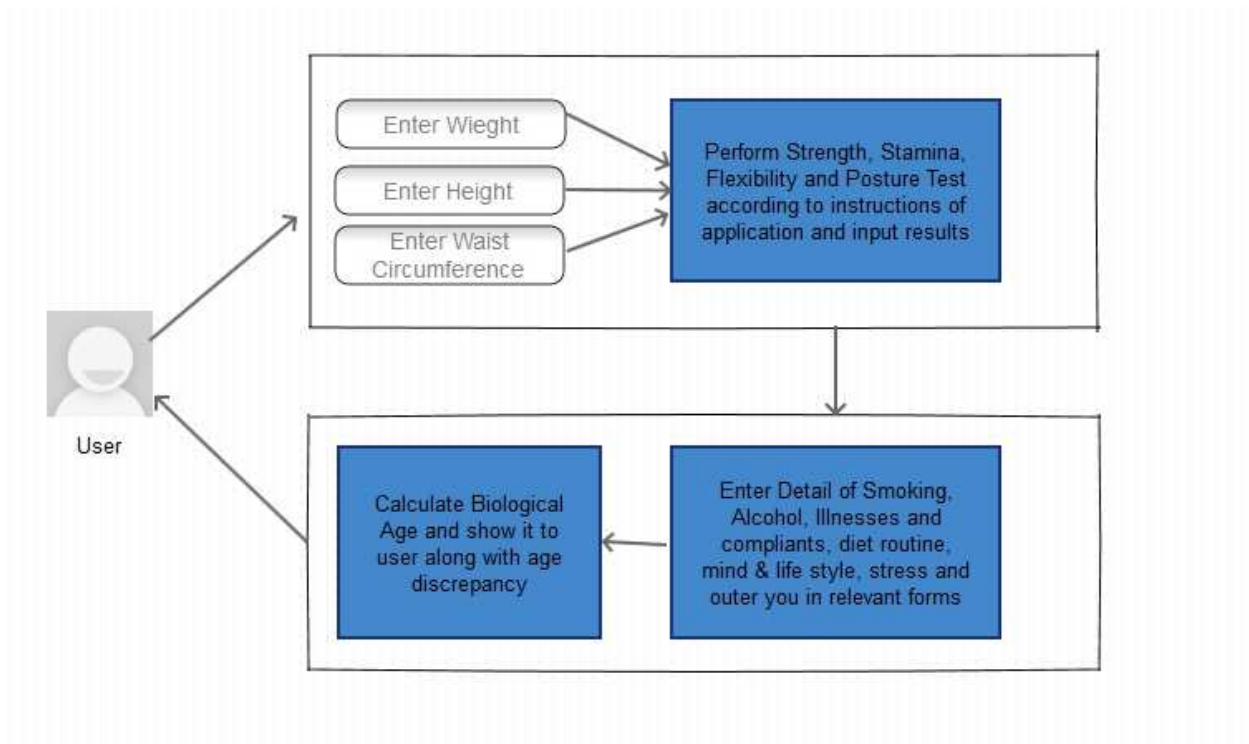 Enter Wieght
Enter Height
Enter Waist
Circumference
Perform Strength, Stamina,
Flexibility and Posture Test
according to instructions of
application and input results
User
Calculate Biological
Age and show it to
user along with age
discrepancy
Enter Detail of Smoking,
Alcohol, Illnesses and
compliants, diet routine,
mind & life style, stress and
outer you in relevant forms